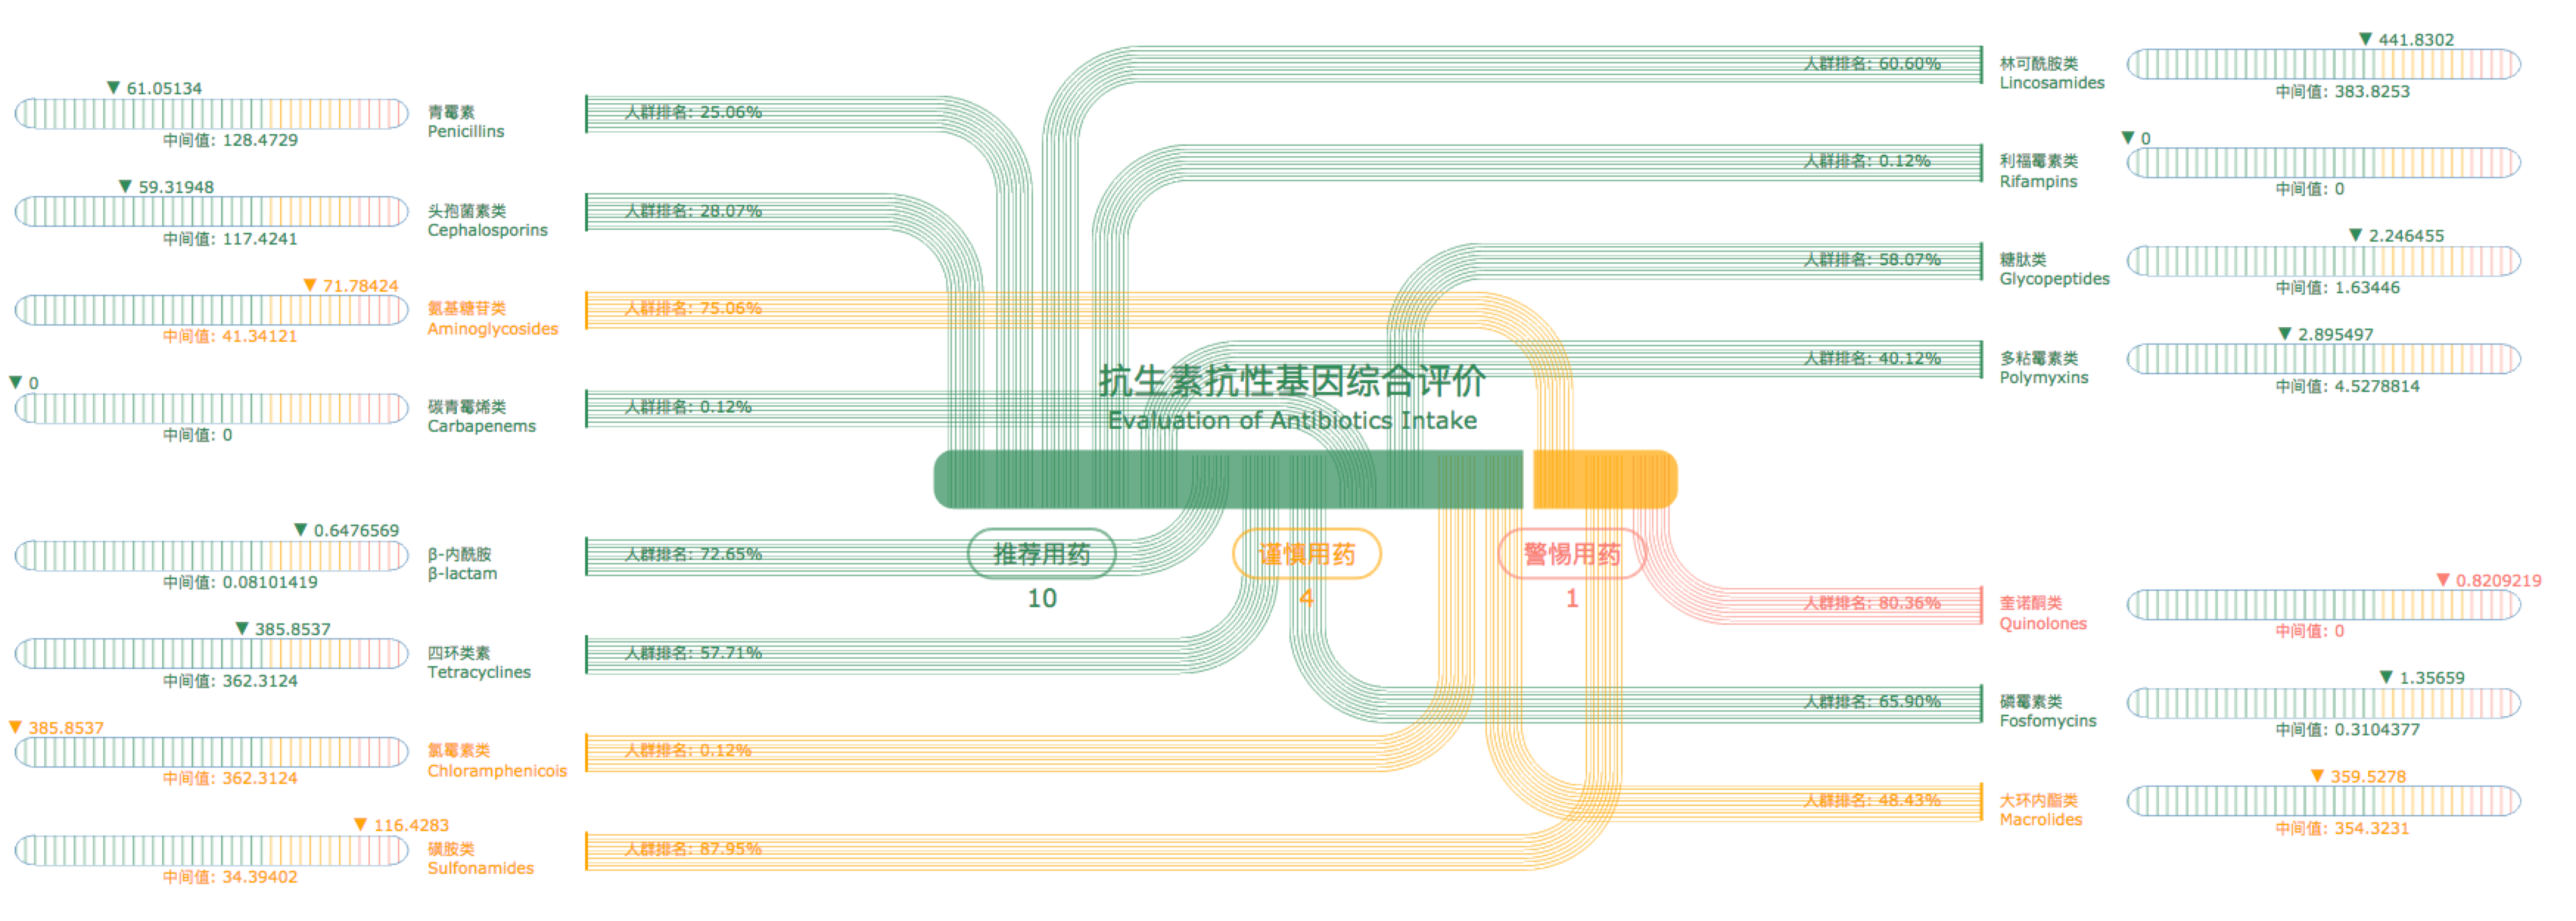 ▼ 61.05134
青霉素
Penicillins
中间值: 128.4729
人群排名: 25.06%
▼ 59.31948
头孢菌素类
Cephalosporins
中间值: 117.4241
人群排名: 28.07%
▼ 71.78424
氨基糖苷类
Aminoglycosides
中间值: 41.34121
人群排名: 75.06%
▼ 0
碳青霉烯类
Carbapenems
中间值: 0
人群排名: 0.12%
▼ 0.6476569
β-内酰胺
β-lactam
中间值: 0.08101419
人群排名: 72.65%
▼ 385.8537
四环类素
Tetracyclines
中间值: 362.3124
人群排名: 57.71%
▼ 385.8537
氯霉素类
Chloramphenicois
中间值: 362.3124
人群排名: 0.12%
▼ 116.4283
磺胺类
Sulfonamides
中间值: 34.39402
人群排名: 87.95%
抗生素抗性基因综合评价
Evaluation of Antibiotics Intake
推荐用药
10
谨慎用药
4
警惕用药
1
人群排名: 60.60%
林可酰胺类
Lincosamides
▼ 441.8302
中间值: 383.8253
人群排名: 0.12%
利福霉素类
Rifampins
▼ 0
中间值: 0
人群排名: 58.07%
糖肽类
Glycopeptides
▼ 2.246455
中间值: 1.63446
人群排名: 40.12%
多粘霉素类
Polymyxins
▼ 2.895497
中间值: 4.5278814
人群排名: 80.36%
奎诺酮类
Quinolones
▼ 0.8209219
中间值: 0
人群排名: 65.90%
磷霉素类
Fosfomycins
▼ 1.35659
中间值: 0.3104377
人群排名: 48.43%
大环内酯类
Macrolides
▼ 359.5278
中间值: 354.3231